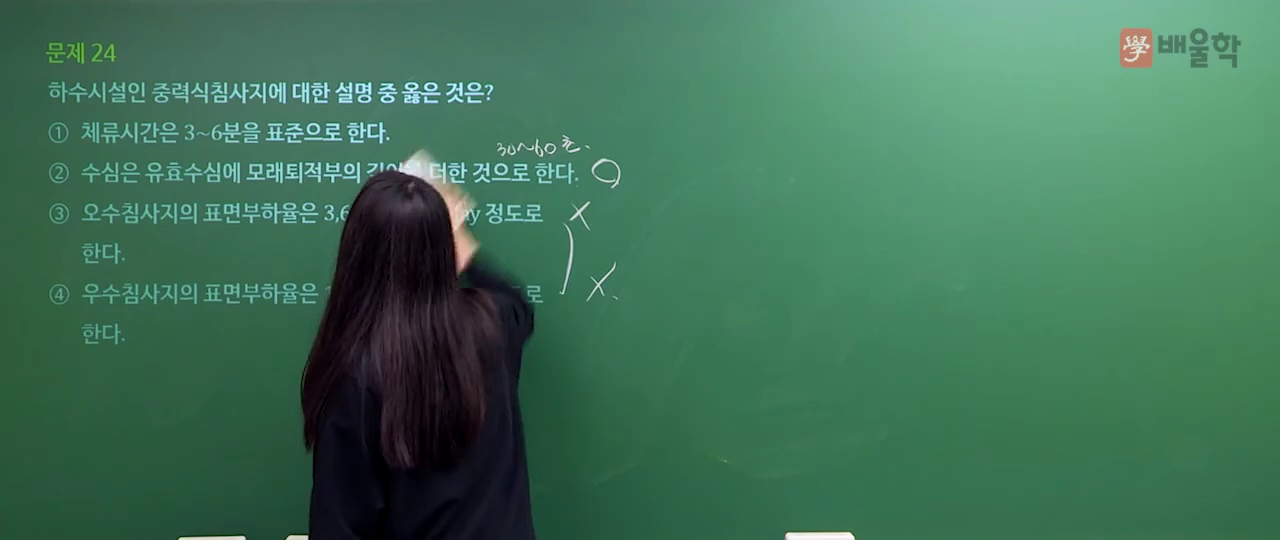 문제 24
學 배울학
하수시설인 중력식침사지에 대한 설명 중 옳은 것은?
① 체류시간은 3~6분을 표준으로 한다.
30~60초.
② 수심은 유효수심에 모래퇴적부의 더한 것으로 한다. O
③ 오수침사지의 표면부하율은 3,6 ay 정도로 X
한다.
④ 우수침사지의 표면부하율은 로 X.
한다.